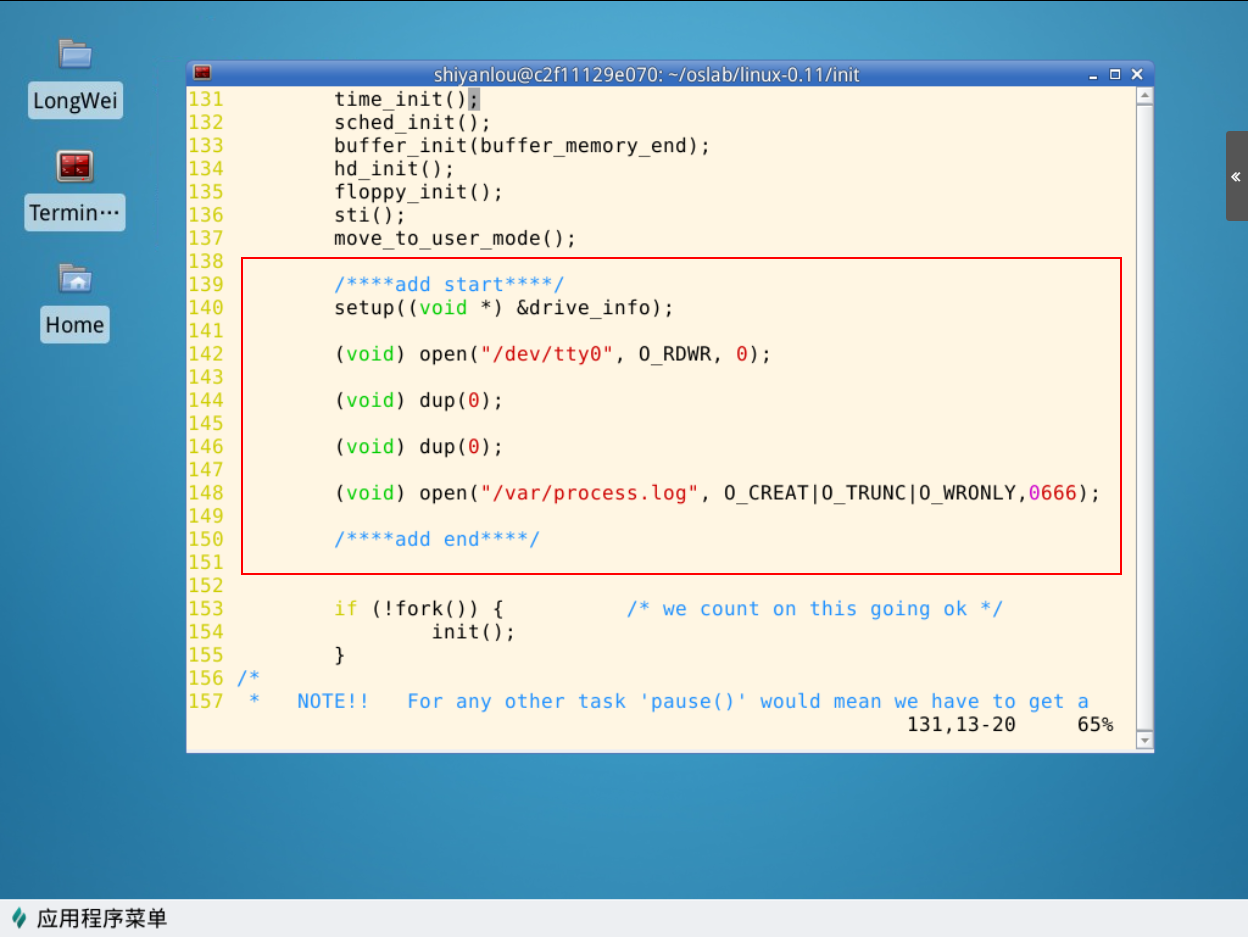 LongWei
Termin···
Home
shiyanlou@c2f11129e070: ~/oslab/linux-0.11/init
131 time_init();
132 sched_init();
133 buffer_init(buffer_memory_end);
134 hd_init();
135 floppy_init();
136 sti();
137 move_to_user_mode();
138
139 /****add start****/
140 setup((void *) &drive_info);
141
142 (void) open("/dev/tty0", O_RDWR, 0);
143
144 (void) dup(0);
145
146 (void) dup(0);
147
148 (void) open("/var/process.log", O_CREAT|O_TRUNC|O_WRONLY,0666);
149
150 /****add end****/
151
152
153 if (!fork()) { /* we count on this going ok */
154 init();
155 }
156 /*
157 * NOTE!! For any other task 'pause()' would mean we have to get a
131,13-20 65%
«
应用程序菜单